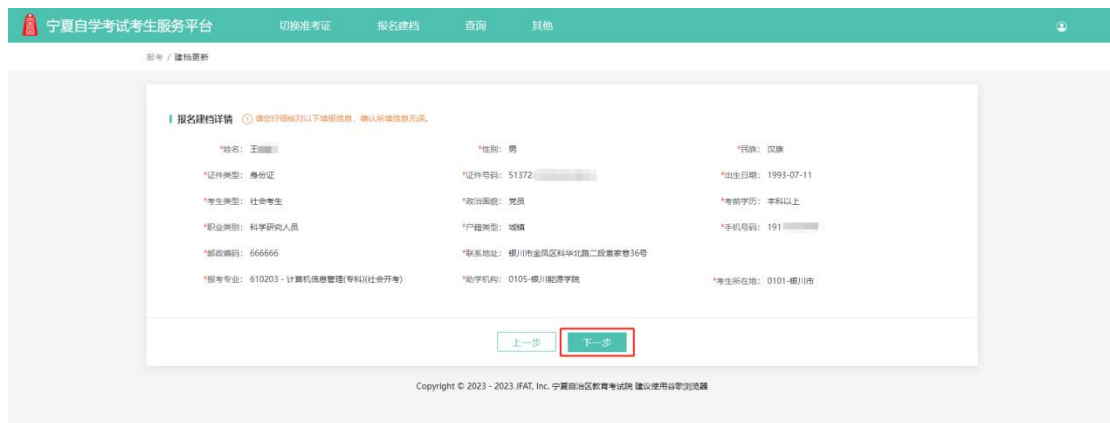 宁夏自学考试考生服务平台 切换准考证 报名建档 查询 其他
报考 / 建档更新
报名建档详情 请您仔细核对以下填报信息，确认所填信息无误。
*姓名： 王 *性别： 男 *民族： 汉族
*证件类型： 身份证 *证件号码： 51372 *出生日期： 1993-07-11
*考生类型： 社会考生 *政治面貌： 党员 *考前学历： 本科以上
*职业类别： 科学研究人员 *户籍类型： 城镇 *手机号码： 191
*邮政编码： 666666 *联系地址： 银川市金凤区科华北路二段袁家巷36号
*报考专业： 610203 - 计算机信息管理(专科)(社会开考) *助学机构： 0105-银川能源学院 *考生所在地： 0101-银川市
上一步 下一步
Copyright © 2023 - 2023 JFAT, Inc. 宁夏自治区教育考试院 建议使用谷歌浏览器